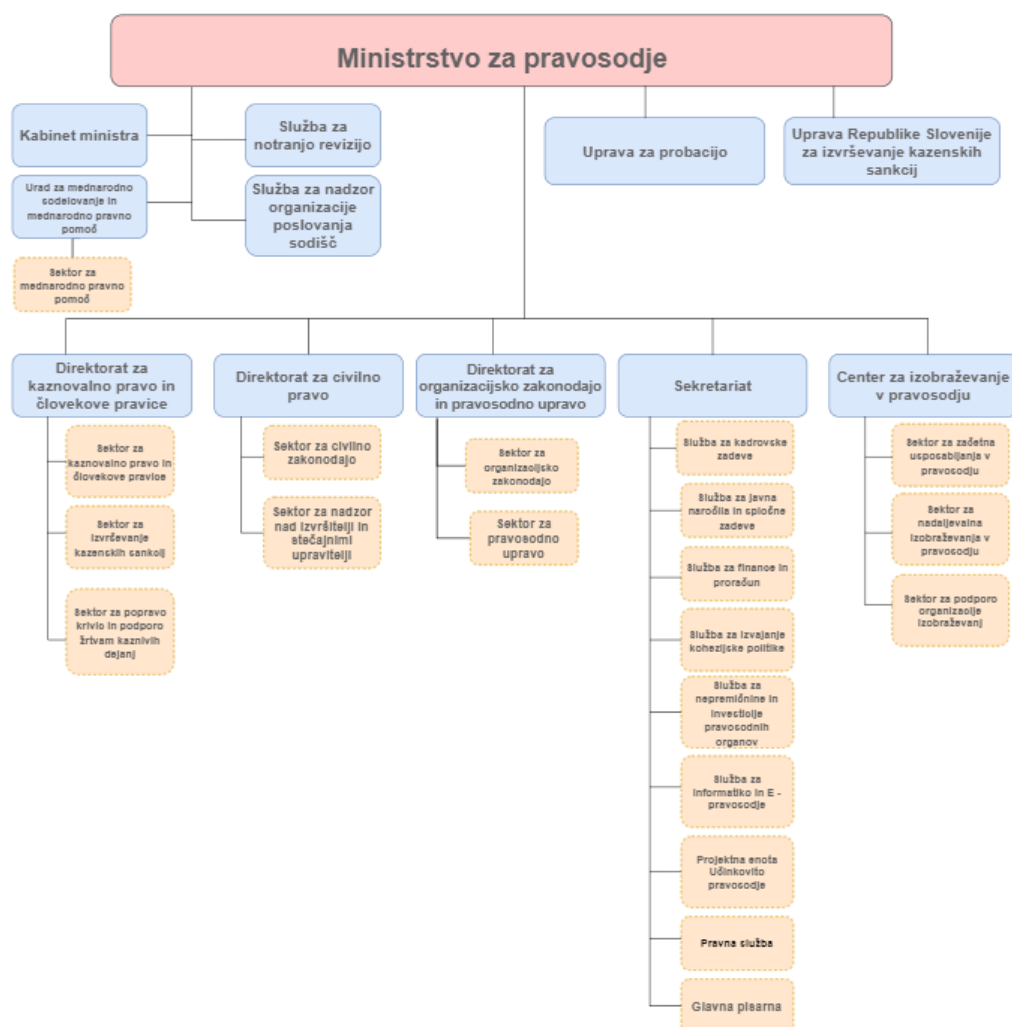 Ministrstvo za pravosodje
Kabinet ministra
Služba za
notranjo revizijo
Uprava za probacijo
Uprava Republike Slovenije
za izvrševanje kazenskih
sankcij
Urad za mednarodno
sodelovanje in
mednarodno pravno
pomoč
Služba za nadzor
organizacije
poslovanja
sodišč
Sektor za
mednarodno pravno
pomoč
Direktorat za
kaznovalno pravo in
človekove pravice
Sektor za
kaznovalno pravo in
človekove pravice
Sektor za
izvrševanje
kazenskih sankcij
Sektor za popravo
krivic in podporo
žrtvam kaznivih
dejanj
Direktorat za civilno
pravo
Sektor za civilno
zakonodajo
Sektor za nadzor
nad izvršitelji in
stečajnimi
upravitelji
Direktorat za
organizacijsko zakonodajo
in pravosodno upravo
Sektor za
organizacijsko
zakonodajo
Sektor za
pravosodno
upravo
Sekretariat
Služba za kadrovske
zadeve
Služba za javna
naročila in splošne
zadeve
Služba za finance in
proračun
Služba za izvajanje
kohezijske politike
Služba za
nepremičnine in
investicije
pravosodnih
organov
Služba za
informatiko in E -
pravosodje
Projektna enota
Učinkovito
pravosodje
Pravna služba
Glavna pisarna
Center za izobraževanje
v pravosodju
Sektor za začetna
usposabljanja v
pravosodju
Sektor za
nadaljevalna
izobraževanja v
pravosodju
Sektor za podporo
organizacije
izobraževanj